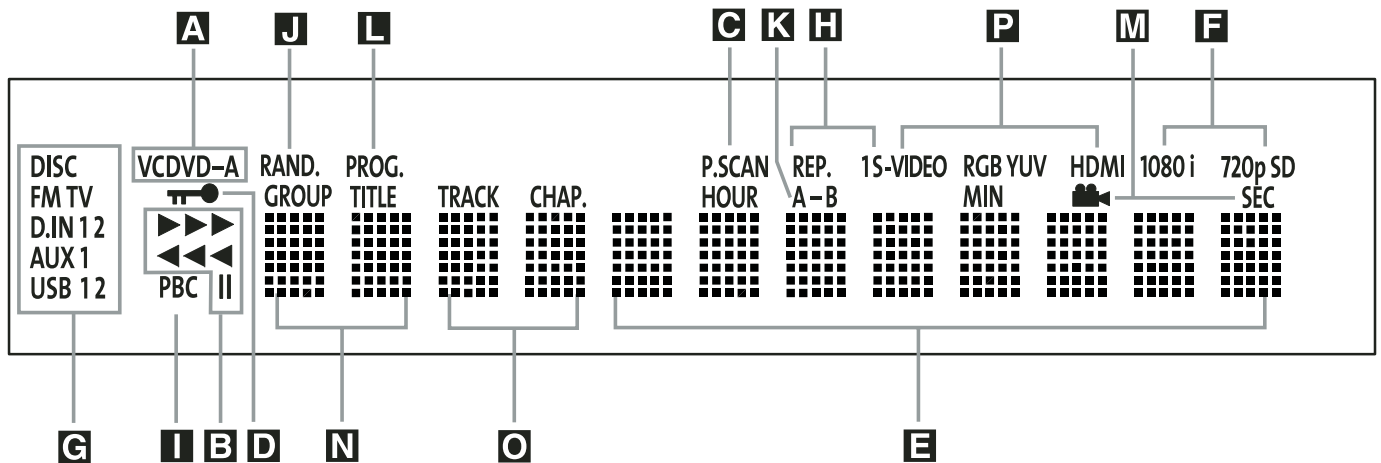 A J L C K H P M F
DISC VCDVD–A RAND. PROG. P.SCAN REP. 1S-VIDEO RGB YUV HDMI 1080 i 720p SD
FM TV GROUP TITLE TRACK CHAP. HOUR A – B MIN SEC
D.IN 1 2
AUX 1
USB 1 2 PBC
G I B D N O E